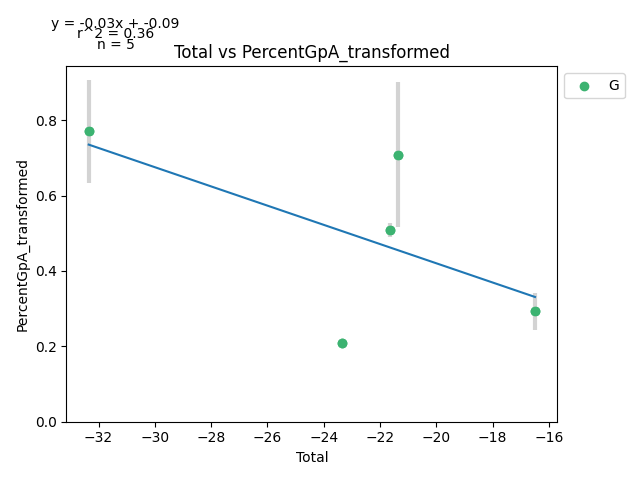 y = -0.03x + -0.09
r^2 = 0.36
n = 5
Total vs PercentGpA_transformed
G
PercentGpA_transformed
0.8
0.6
0.4
0.2
0.0
−32
−30
−28
−26
−24
−22
−20
−18
−16
Total